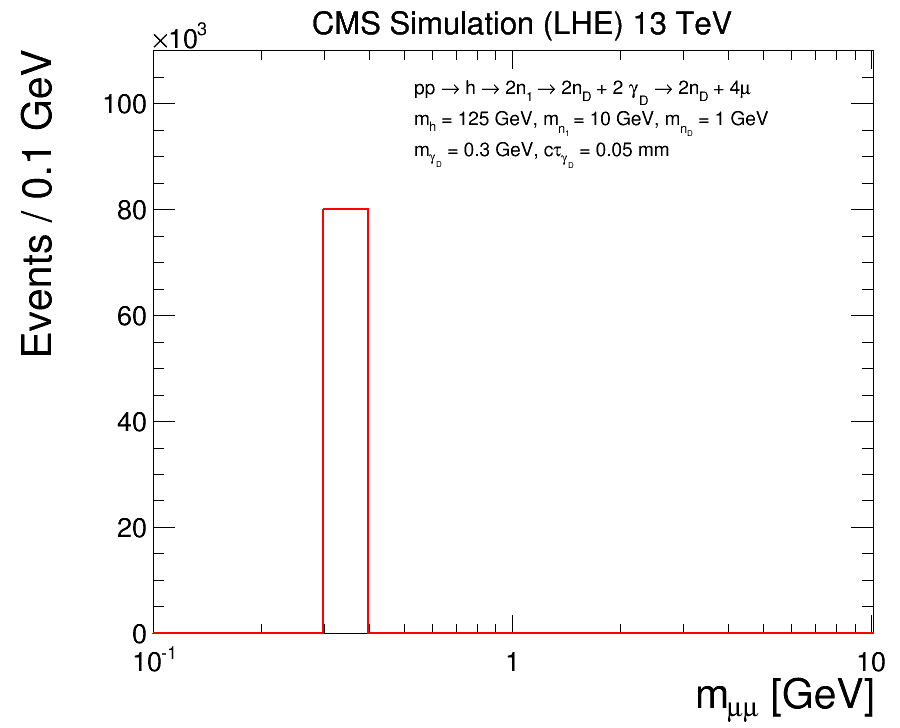 CMS Simulation (LHE) 13 TeV
×10³
pp → h → 2n₁ → 2n_D + 2 γ_D → 2n_D + 4μ
m_h = 125 GeV, m_n₁ = 10 GeV, m_n_D = 1 GeV
m_γ_D = 0.3 GeV, cτ_γ_D = 0.05 mm
Events / 0.1 GeV
100
80
60
40
20
0
10⁻¹ 1 10
m_μμ [GeV]